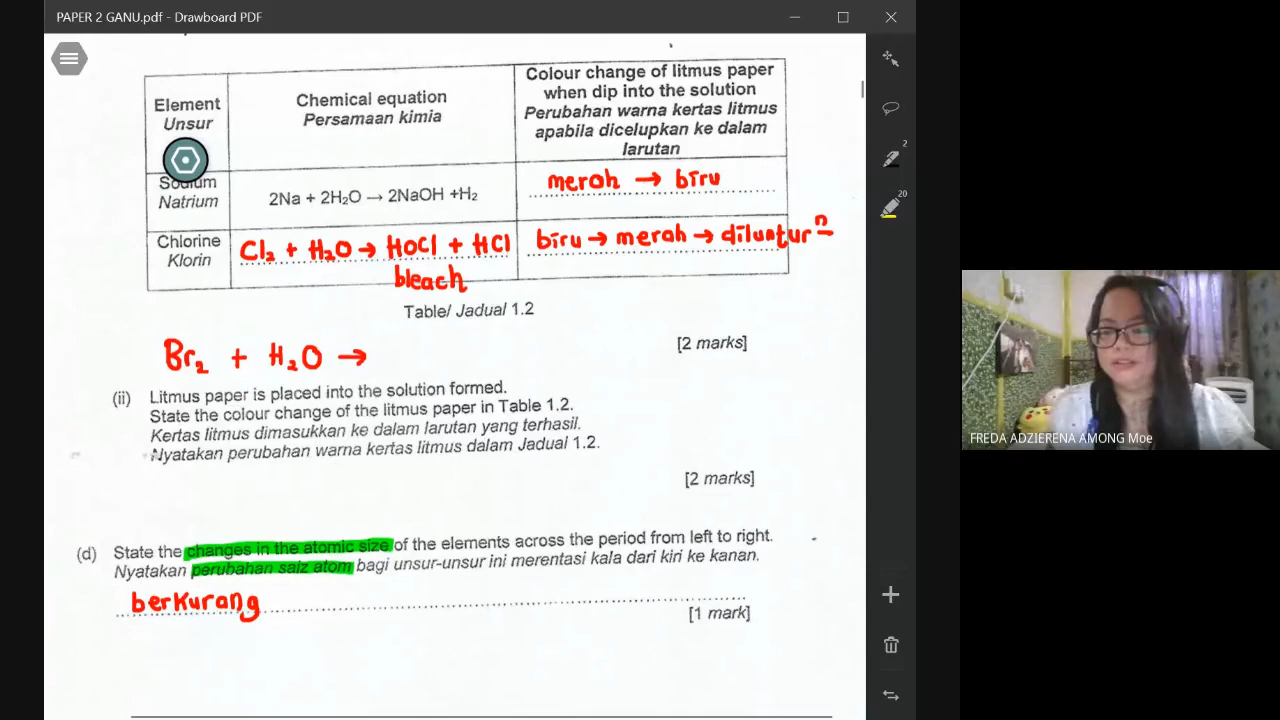 PAPER 2 GANU.pdf - Drawboard PDF
Element
Unsur
Chemical equation
Persamaan kimia
Colour change of litmus paper
when dip into the solution
Perubahan warna kertas litmus
apabila dicelupkan ke dalam
larutan
Sodium
Natrium
2Na + 2H₂O → 2NaOH +H₂
merah → biru
Chlorine
Klorin
Cl₂ + H₂O → HOCl + HCl
bleach
biru → merah → dilunturn
Table/ Jadual 1.2
[2 marks]
Br₂ + H₂O →
(ii) Litmus paper is placed into the solution formed.
State the colour change of the litmus paper in Table 1.2.
Kertas litmus dimasukkan ke dalam larutan yang terhasil.
Nyatakan perubahan warna kertas litmus dalam Jadual 1.2.
[2 marks]
(d) State the changes in the atomic size of the elements across the period from left to right.
Nyatakan perubahan saiz atom bagi unsur-unsur ini merentasi kala dari kiri ke kanan.
berkurang
[1 mark]
2
20
FREDA ADZIERENA AMONG Moe